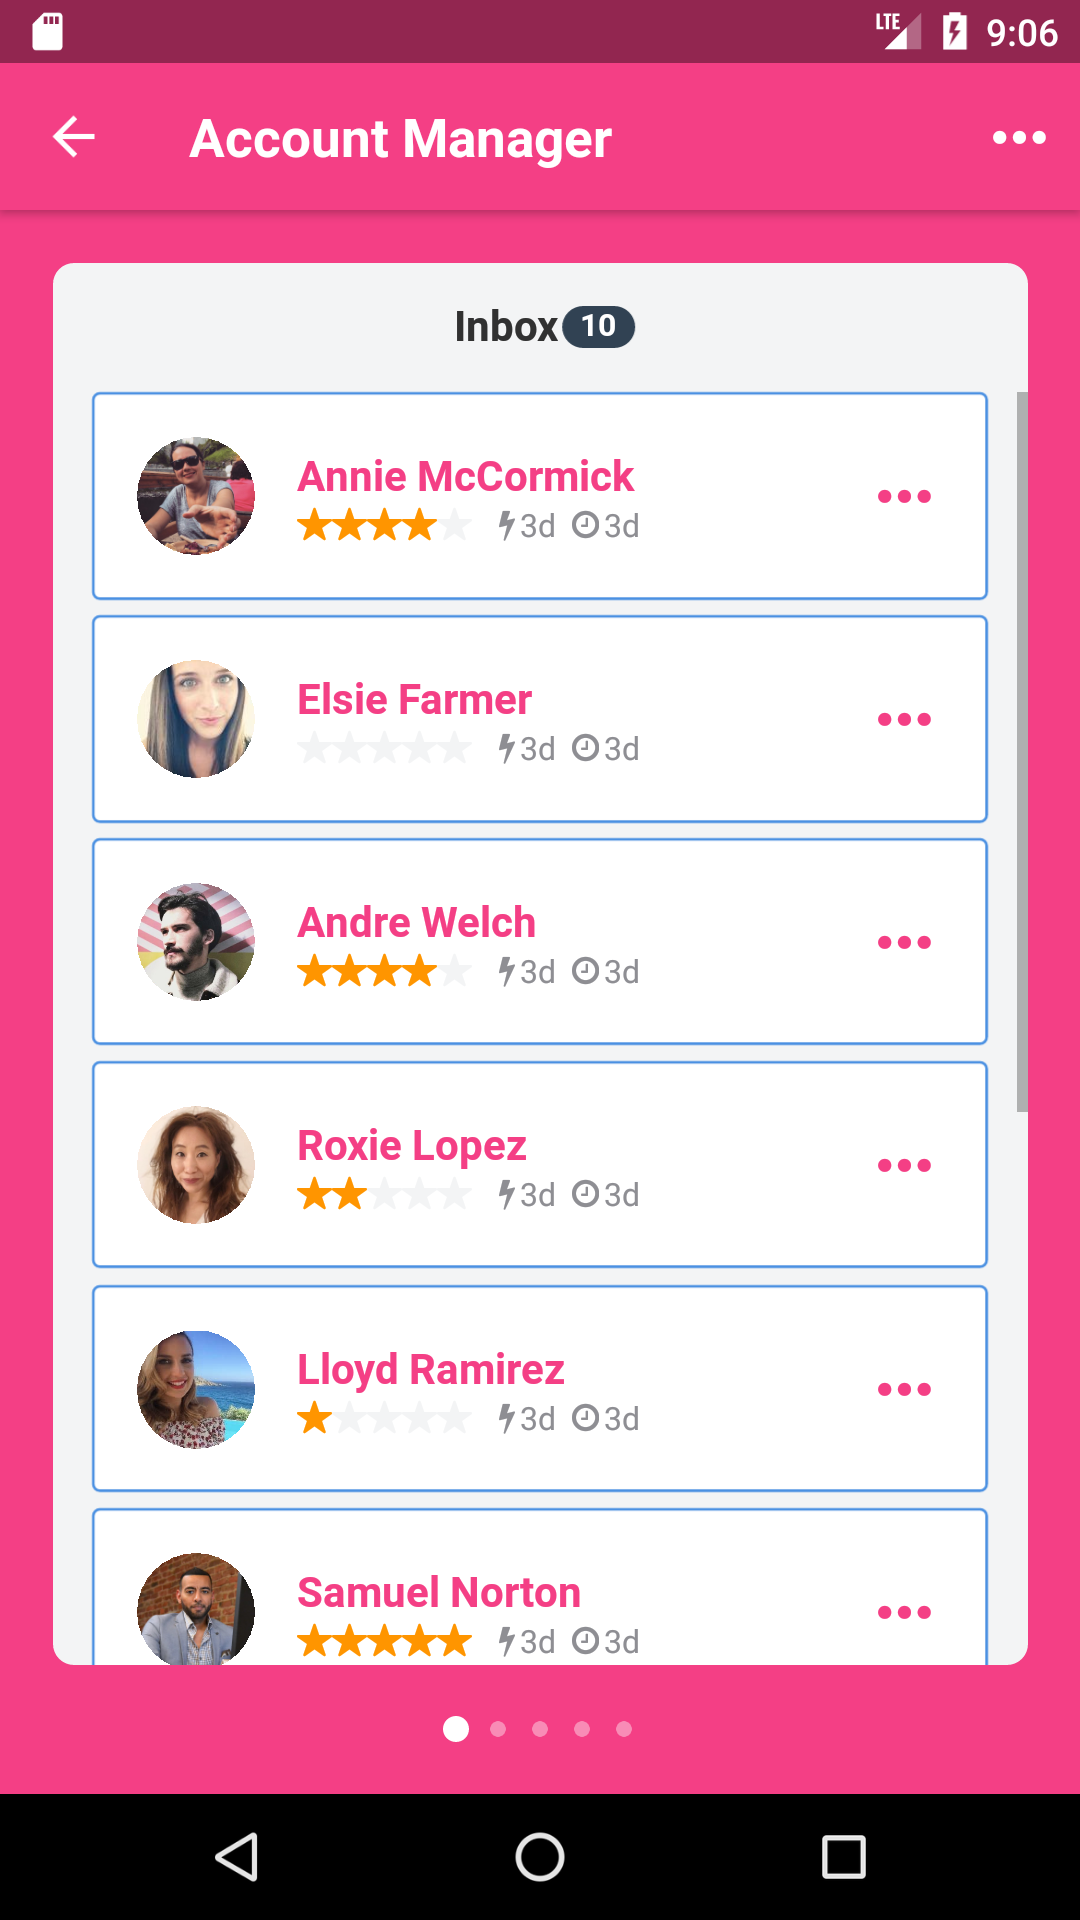 LTE 9:06
Account Manager
Inbox 10
Annie McCormick
3d 3d
Elsie Farmer
3d 3d
Andre Welch
3d 3d
Roxie Lopez
3d 3d
Lloyd Ramirez
3d 3d
Samuel Norton
3d 3d